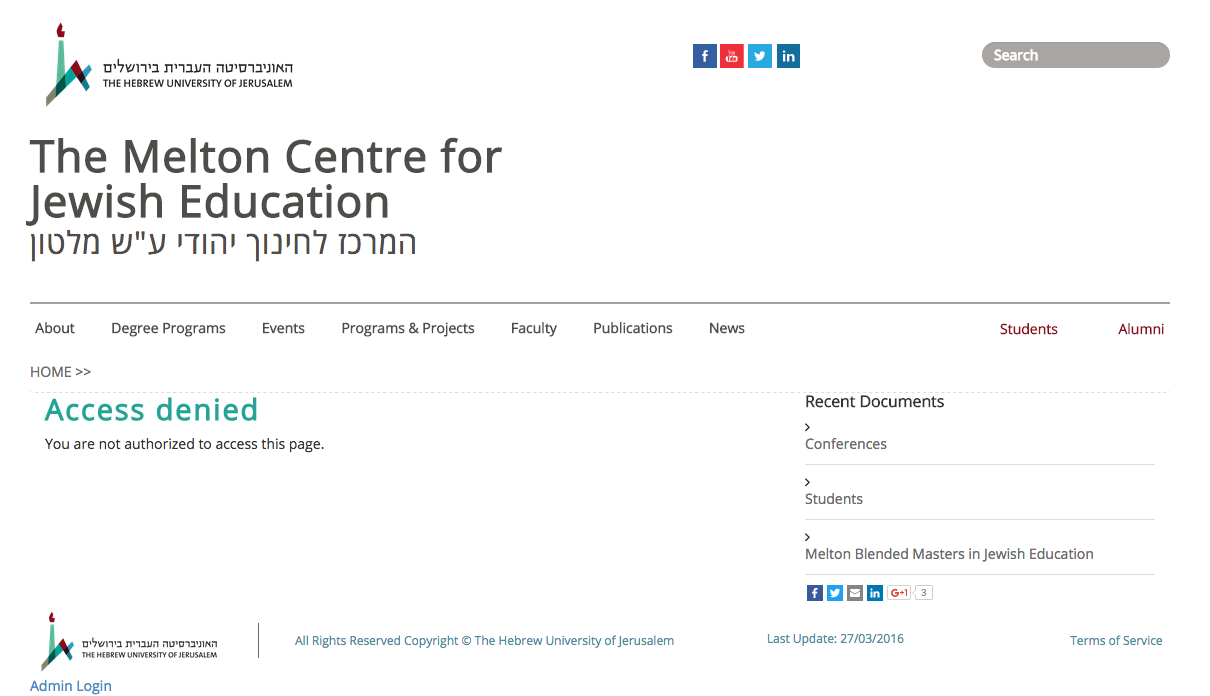 האוניברסיטה העברית בירושלים
THE HEBREW UNIVERSITY OF JERUSALEM
Search
The Melton Centre for
Jewish Education
המרכז לחינוך יהודי ע"ש מלטון
About Degree Programs Events Programs & Projects Faculty Publications News Students Alumni
HOME >>
Access denied
You are not authorized to access this page.
Recent Documents
Conferences
Students
Melton Blended Masters in Jewish Education
G+1 3
האוניברסיטה העברית בירושלים
THE HEBREW UNIVERSITY OF JERUSALEM
All Rights Reserved Copyright © The Hebrew University of Jerusalem
Last Update: 27/03/2016
Terms of Service
Admin Login